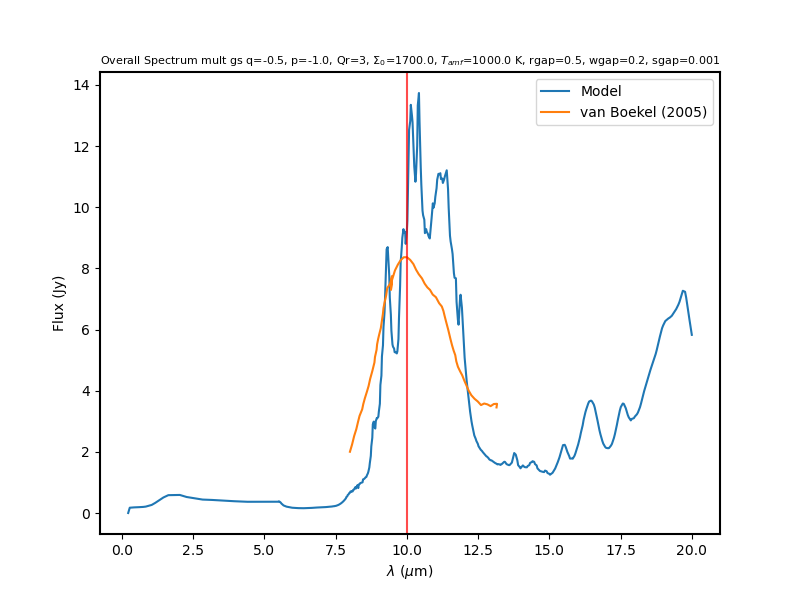 Overall Spectrum mult gs q=-0.5, p=-1.0, Qr=3, Σ₀=1700.0, T_amf=1000.0 K, rgap=0.5, wgap=0.2, sgap=0.001
Model
van Boekel (2005)
14
12
10
8
6
4
2
0
Flux (Jy)
0.0 2.5 5.0 7.5 10.0 12.5 15.0 17.5 20.0
λ (μm)